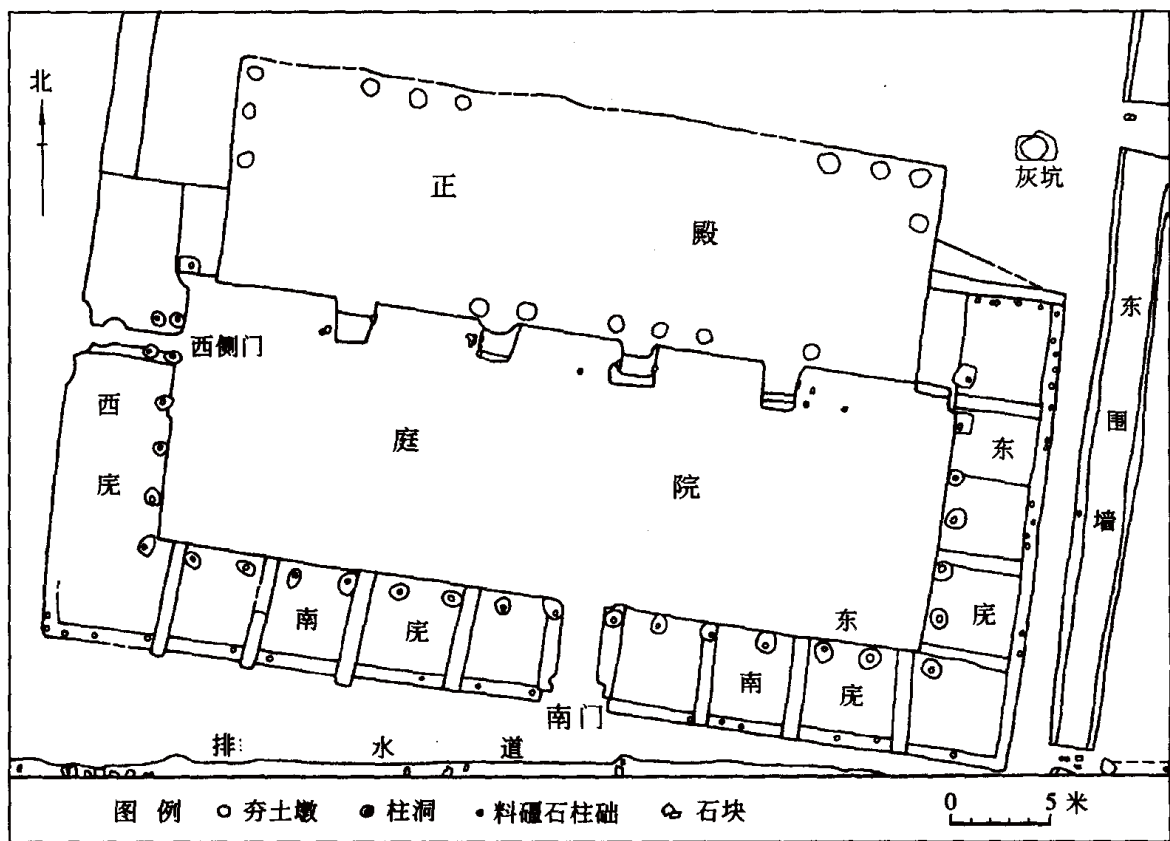 北
正殿
灰坑
东围墙
西侧门
西庑
庭院
东庑
南庑
东南庑
南门
排水道
图例 夯土墩 柱洞 料礓石柱础 石块 0 5 米